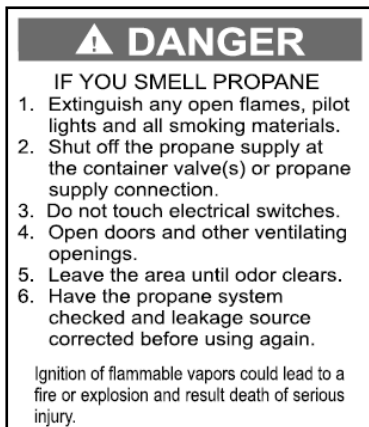 DANGER
IF YOU SMELL PROPANE
1. Extinguish any open flames, pilot
lights and all smoking materials.
2. Shut off the propane supply at
the container valve(s) or propane
supply connection.
3. Do not touch electrical switches.
4. Open doors and other ventilating
openings.
5. Leave the area until odor clears.
6. Have the propane system
checked and leakage source
corrected before using again.
Ignition of flammable vapors could lead to a
fire or explosion and result death of serious
injury.